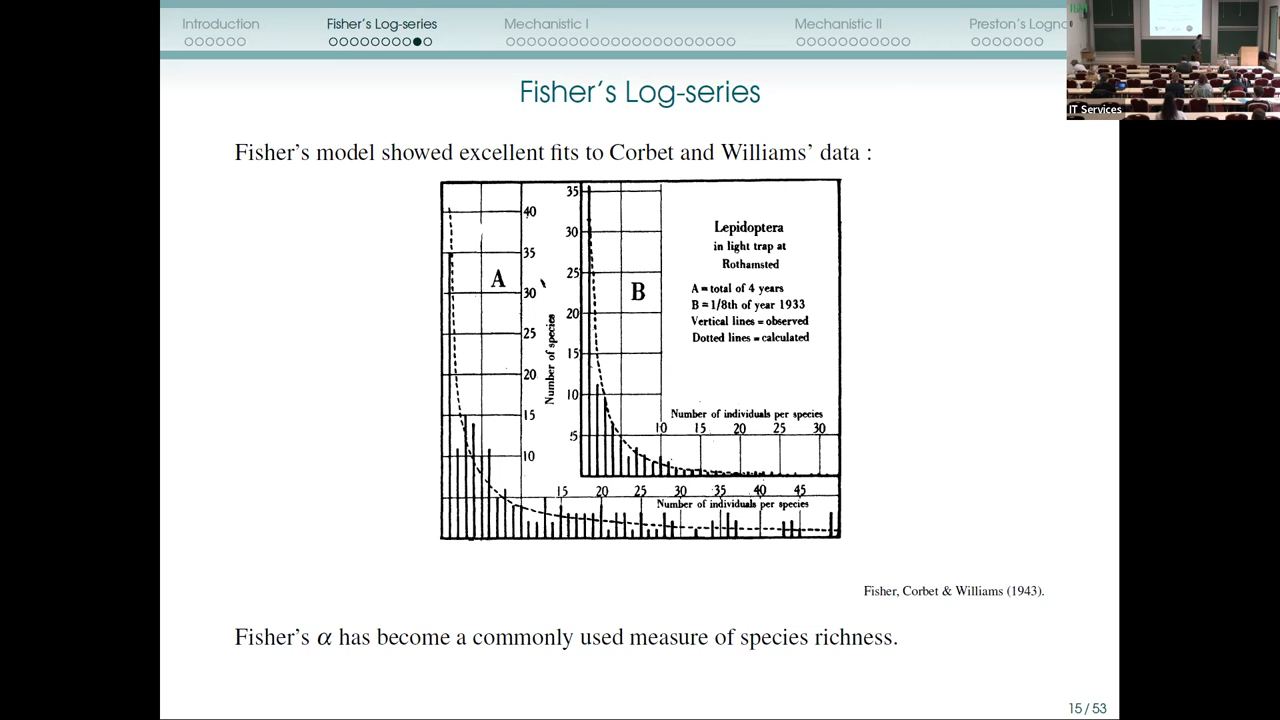 Introduction
Fisher's Log-series
Mechanistic I
Mechanistic II
Preston's Logno
IT Services
Fisher's Log-series
Fisher's model showed excellent fits to Corbet and Williams' data :
40
35
30
25
20
15
10
A
Number of species
35
30
25
20
15
10
5
B
Lepidoptera
in light trap at
Rothamsted
A = total of 4 years
B = 1/8th of year 1933
Vertical lines = observed
Dotted lines = calculated
Number of individuals per species
10 15 20 25 30
15 20 25 30 35 40 45
Number of individuals per species
Fisher, Corbet & Williams (1943).
Fisher's α has become a commonly used measure of species richness.
15 / 53